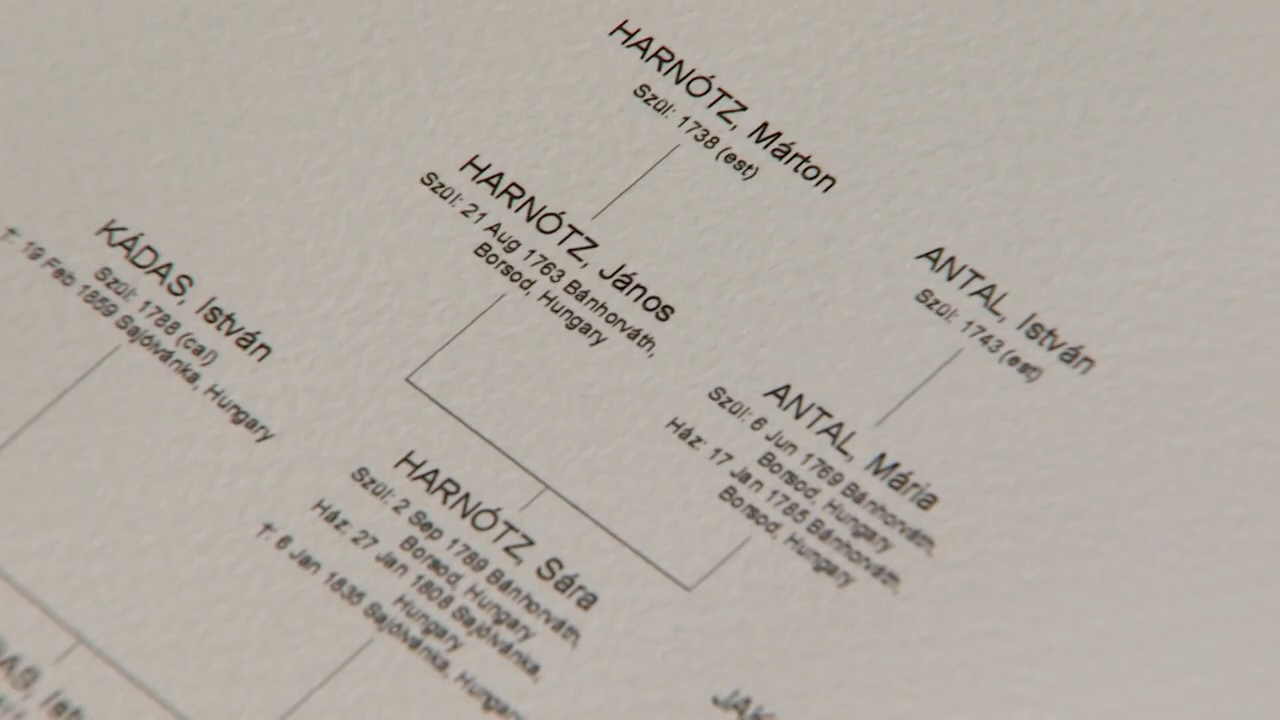 HARNÓTZ, Márton
Szül: 1738 (est)
HARNÓTZ, János
Szül: 21 Aug 1763 Bánhorváth,
Borsod, Hungary
KÁDAS, István
Szül: 1788 (cal)
†: 19 Feb 1859 Sajóivánka, Hungary
ANTAL, István
Szül: 1743 (est)
ANTAL, Mária
Szül: 6 Jun 1769 Bánhorváth,
Borsod, Hungary
Ház: 17 Jan 1785 Bánhorváth,
Borsod, Hungary
HARNÓTZ, Sára
Szül: 2 Sep 1789 Bánhorváth,
Borsod, Hungary
Ház: 27 Jan 1808 Sajóivánka,
Hungary
†: 6 Jan 1835 Sajóivánka, Hungary